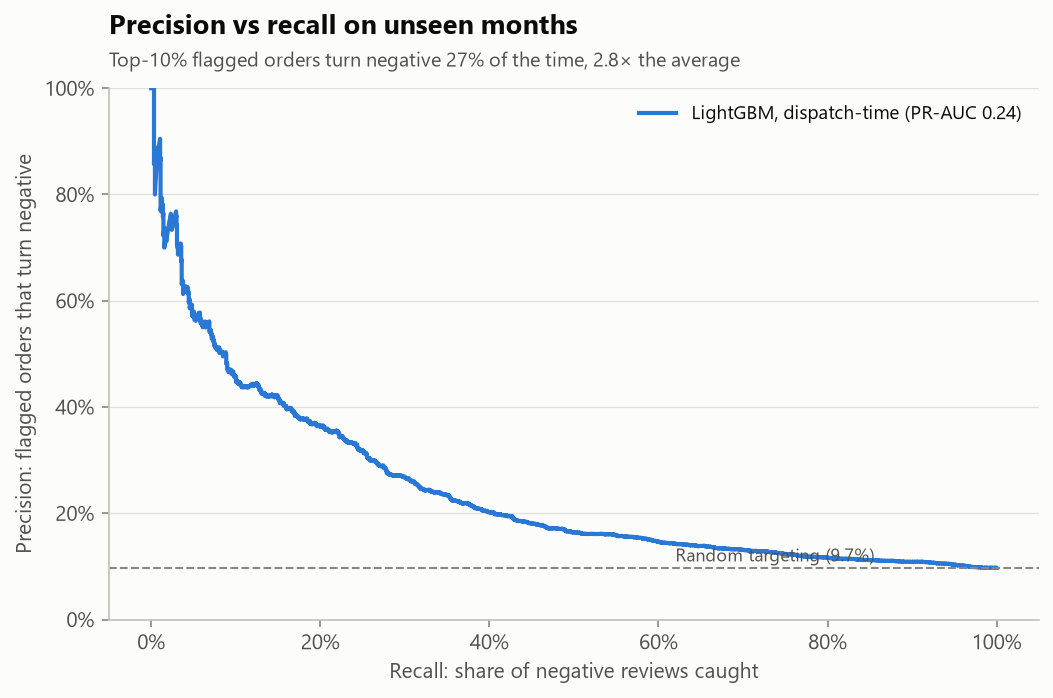 Precision vs recall on unseen months
Top-10% flagged orders turn negative 27% of the time, 2.8× the average
LightGBM, dispatch-time (PR-AUC 0.24)
Precision: flagged orders that turn negative
100%
80%
60%
40%
20%
0%
Random targeting (9.7%)
0%
20%
40%
60%
80%
100%
Recall: share of negative reviews caught